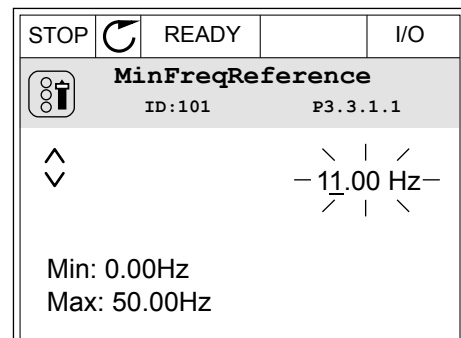 STOP READY I/O
MinFreqReference
ID:101 P3.3.1.1
11.00 Hz
Min: 0.00Hz
Max: 50.00Hz